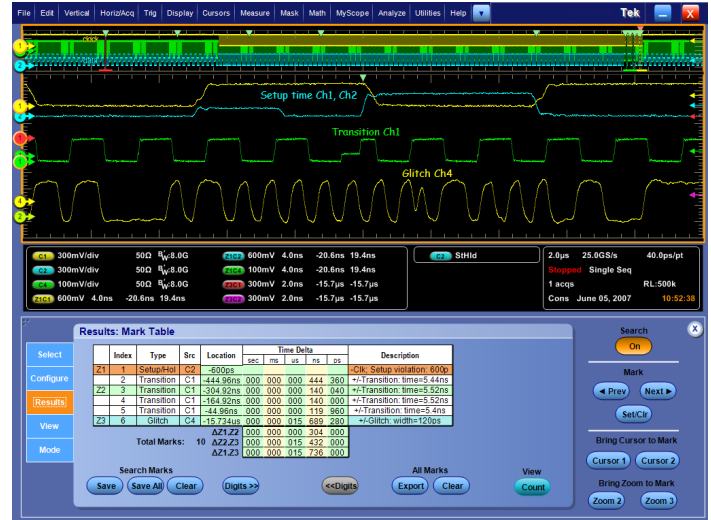 File Edit Vertical Horiz/Acq Trig Display Cursors Measure Mask Math MyScope Analyze Utilities Help Tek X
clock
Setup time Ch1, Ch2
Transition Ch1
Glitch Ch4
C1 300mV/div 50Ω BW:8.0G Z1C2 600mV 4.0ns -20.6ns 19.4ns C2 StHld 2.0µs 25.0GS/s 40.0ps/pt
C2 300mV/div 50Ω BW:8.0G Z1C4 100mV 4.0ns -20.6ns 19.4ns Stopped Single Seq
C4 100mV/div 50Ω BW:8.0G 300mV 2.0ns -15.7µs -15.7µs 1 acqs RL:500k
Z1C1 600mV 4.0ns -20.6ns 19.4ns 300mV 2.0ns -15.7µs -15.7µs Cons June 05, 2007 10:52:38
Results: Mark Table
Select
Configure
Results
View
Mode
Index Type Src Location Time Delta Description
sec ms us ns ps
Z1 1 Setup/Hol C2 -600ps -Clk; Setup violation: 600p
2 Transition C1 -444.96ns 000 000 000 444 360 +/-Transition: time=5.44ns
Z2 3 Transition C1 -304.92ns 000 000 000 140 040 +/-Transition: time=5.52ns
4 Transition C1 -164.92ns 000 000 000 140 000 +/-Transition: time=5.52ns
5 Transition C1 -44.96ns 000 000 000 119 960 +/-Transition: time=5.4ns
Z3 6 Glitch C4 -15.734us 000 000 015 689 280 +/-Glitch: width=120ps
ΔZ1.Z2 000 000 000 304 000
Total Marks: 10 ΔZ2.Z3 000 000 015 432 000
ΔZ1.Z3 000 000 015 736 000
Search Marks
Save Save All Clear
Digits >>
<<Digits
All Marks
Export Clear
View
Count
Search
On
X
Mark
Prev Next
Set/Clr
Bring Cursor to Mark
Cursor 1 Cursor 2
Bring Zoom to Mark
Zoom 2 Zoom 3